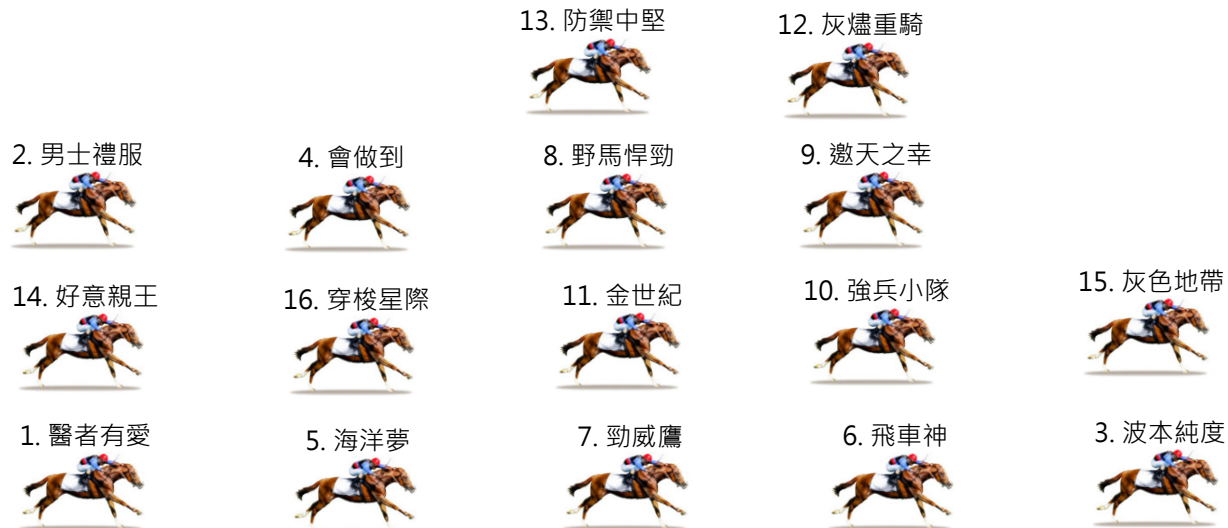 13. 防禦中堅
12. 灰燼重騎
2. 男士禮服
4. 會做到
8. 野馬悍勁
9. 邀天之幸
14. 好意親王
16. 穿梭星際
11. 金世紀
10. 強兵小隊
15. 灰色地帶
1. 醫者有愛
5. 海洋夢
7. 勁威鷹
6. 飛車神
3. 波本純度